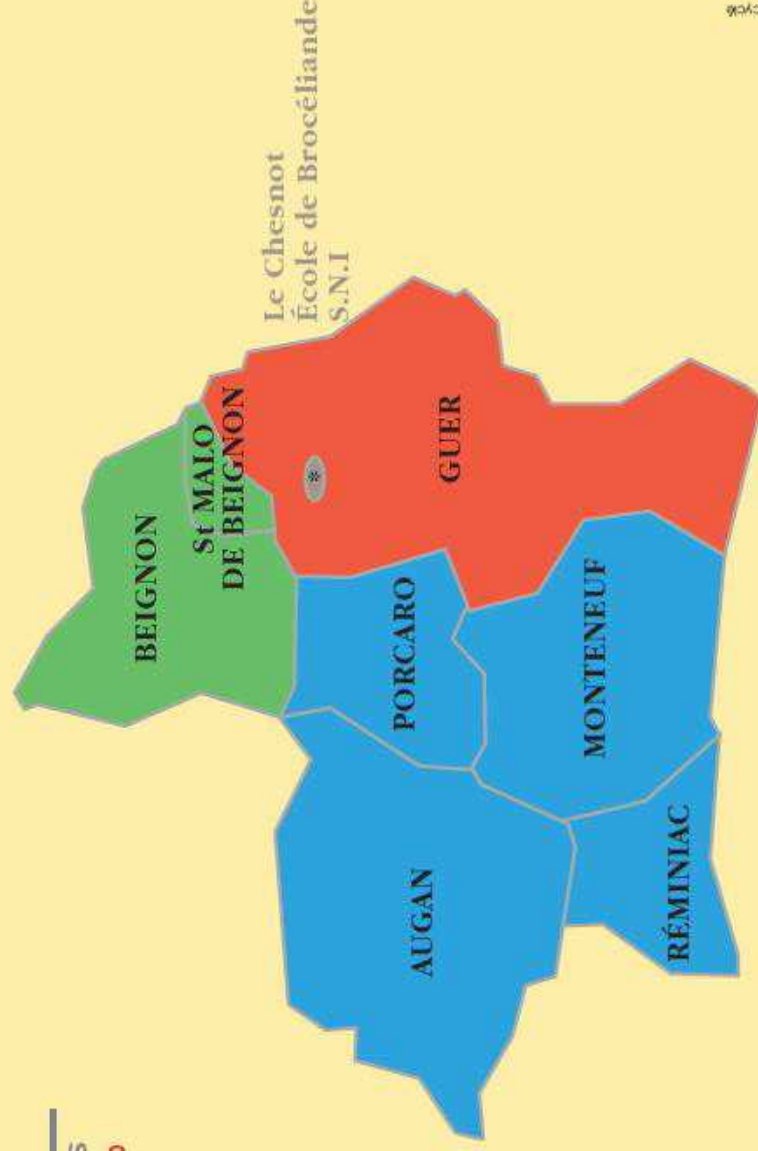 Le Chesnot
École de Brocéliande
S.N.I
BEIGNON
St MALO
DE BEIGNON
*
GUER
PORCARO
MONTENEUF
AUGAN
RÉMINIAC